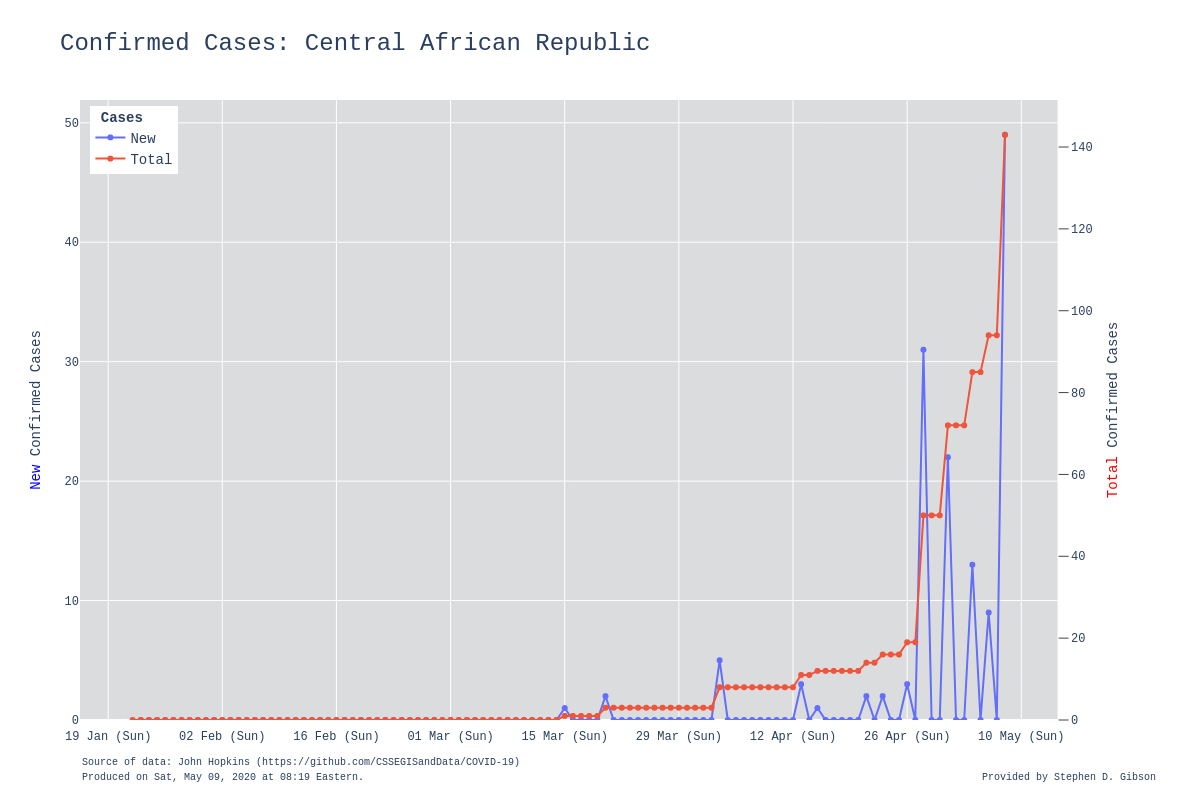 Confirmed Cases: Central African Republic
Cases
New
Total
50
40
30
20
10
0
140
120
100
80
60
40
20
0
New Confirmed Cases
Total Confirmed Cases
19 Jan (Sun) 02 Feb (Sun) 16 Feb (Sun) 01 Mar (Sun) 15 Mar (Sun) 29 Mar (Sun) 12 Apr (Sun) 26 Apr (Sun) 10 May (Sun)
Source of data: John Hopkins (https://github.com/CSSEGISandData/COVID-19)
Produced on Sat, May 09, 2020 at 08:19 Eastern.
Provided by Stephen D. Gibson